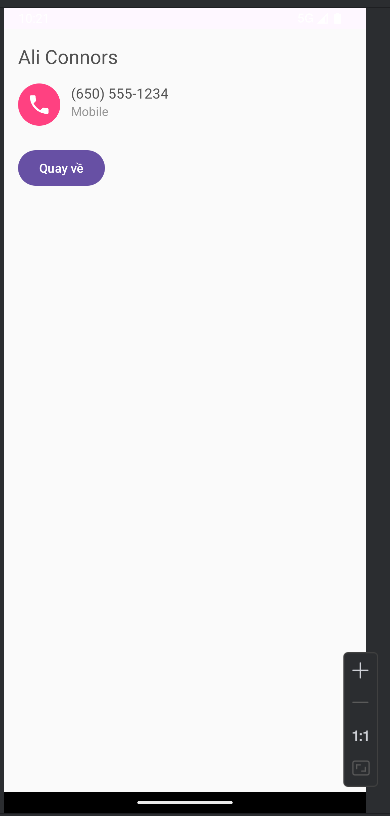 Ali Connors
(650) 555-1234
Mobile
Quay về
1:1